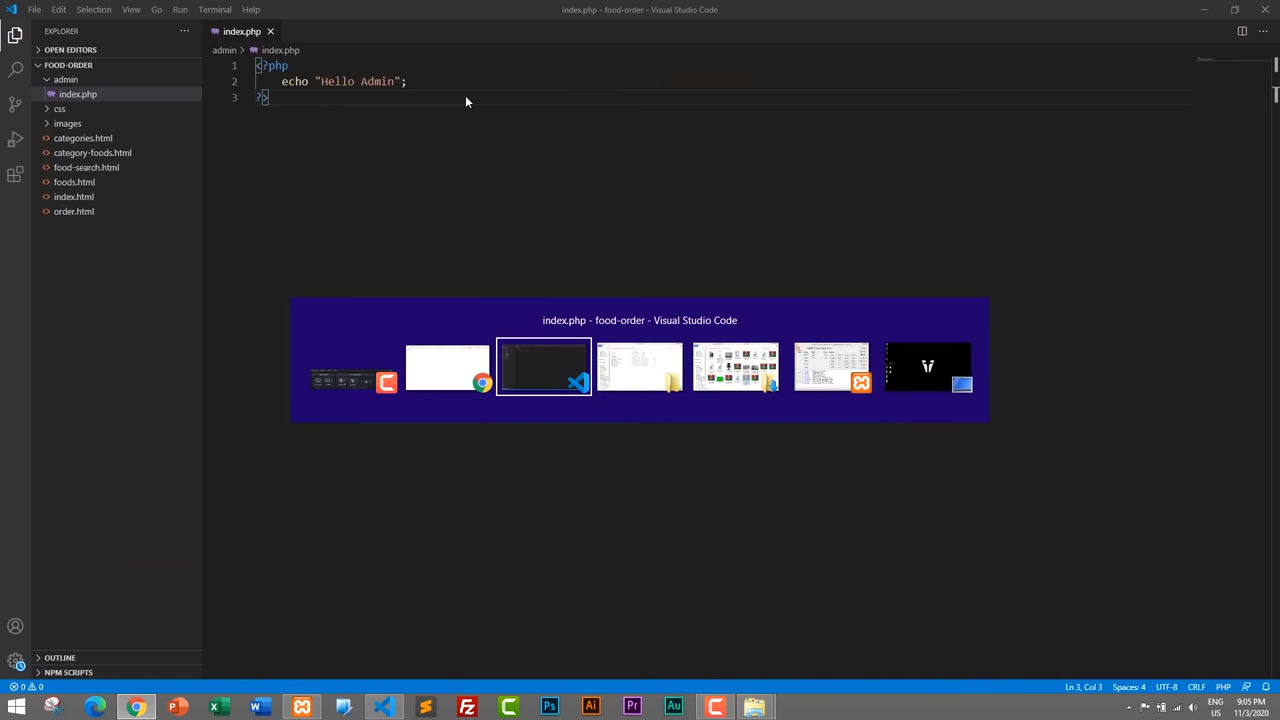 File Edit Selection View Go Run Terminal Help
index.php - food-order - Visual Studio Code
EXPLORER
index.php
OPEN EDITORS
admin > index.php
FOOD-ORDER
admin
index.php
css
images
categories.html
category-foods.html
food-search.html
foods.html
index.html
order.html
1 <?php
2 echo "Hello Admin";
3 ?>
index.php - food-order - Visual Studio Code
OUTLINE
NPM SCRIPTS
0 0
Ln 3, Col 3 Spaces: 4 UTF-8 CRLF PHP
ENG
US
9:05 PM
11/3/2020